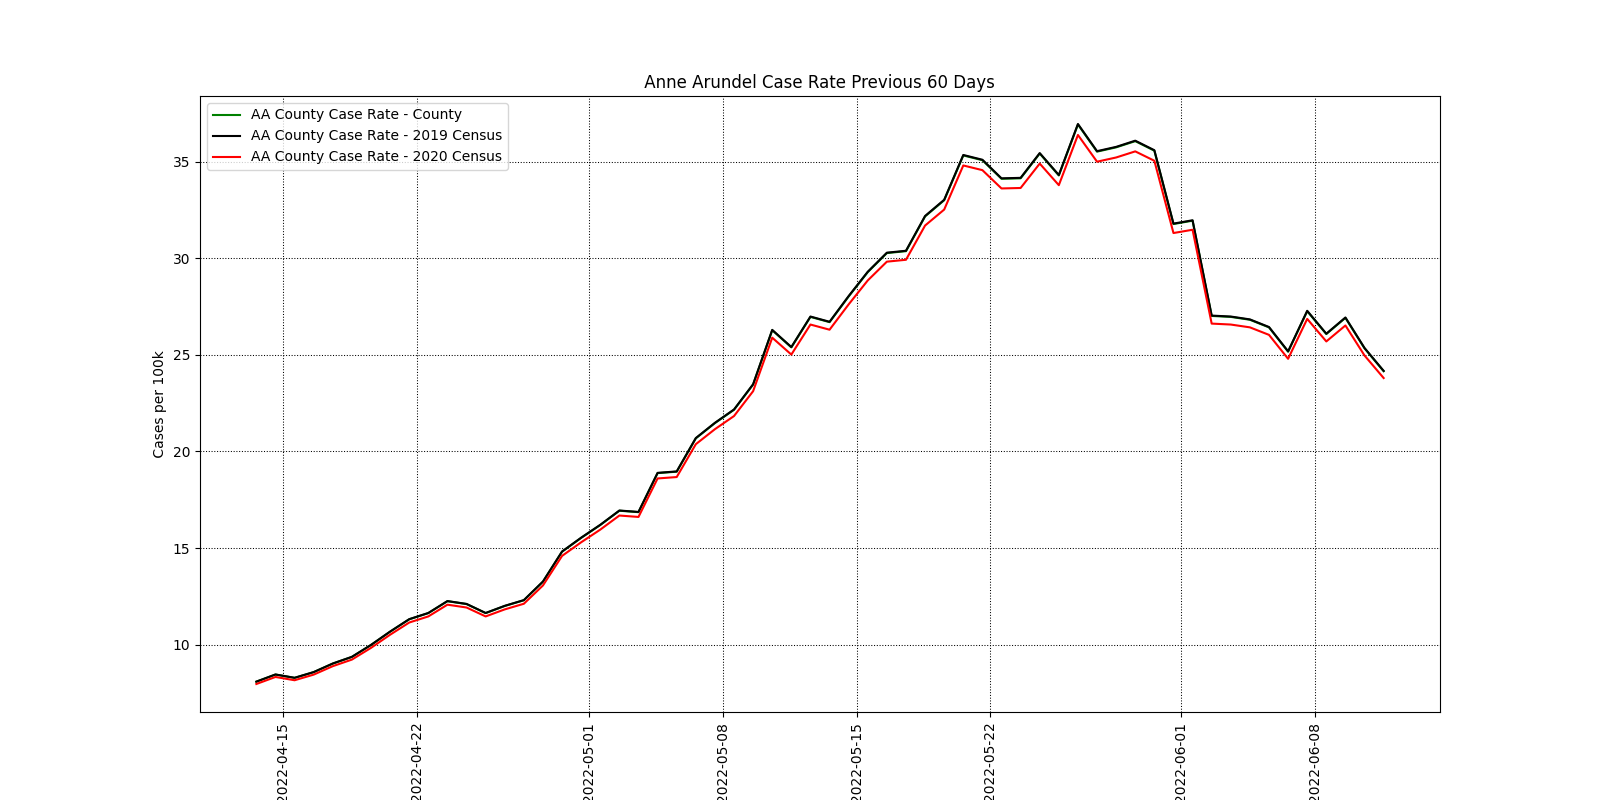 Anne Arundel Case Rate Previous 60 Days
AA County Case Rate - County
AA County Case Rate - 2019 Census
AA County Case Rate - 2020 Census
Cases per 100k
35
30
25
20
15
10
2022-04-15
2022-04-22
2022-05-01
2022-05-08
2022-05-15
2022-05-22
2022-06-01
2022-06-08